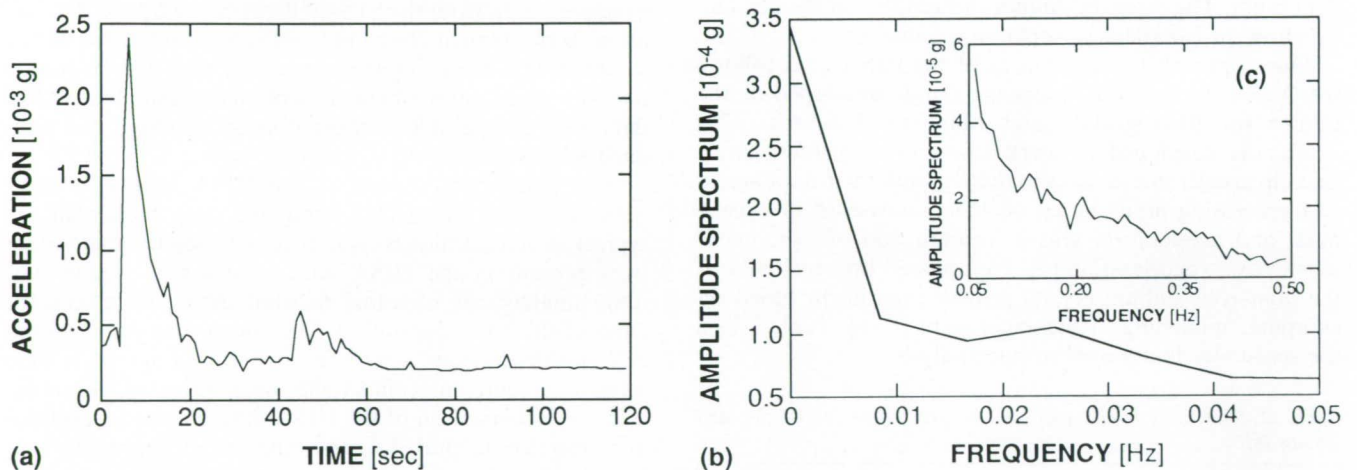 ACCELERATION [10⁻³ g]
2.5
2.0
1.5
1.0
0.5
0
0 20 40 60 80 100 120
TIME [sec]
(a)
AMPLITUDE SPECTRUM [10⁻⁴ g]
3.5
3.0
2.5
2.0
1.5
1.0
0.5
0 0.01 0.02 0.03 0.04 0.05
FREQUENCY [Hz]
(b)
AMPLITUDE SPECTRUM [10⁻⁵ g]
6
4
2
0
0.05 0.20 0.35 0.50
FREQUENCY [Hz]
(c)